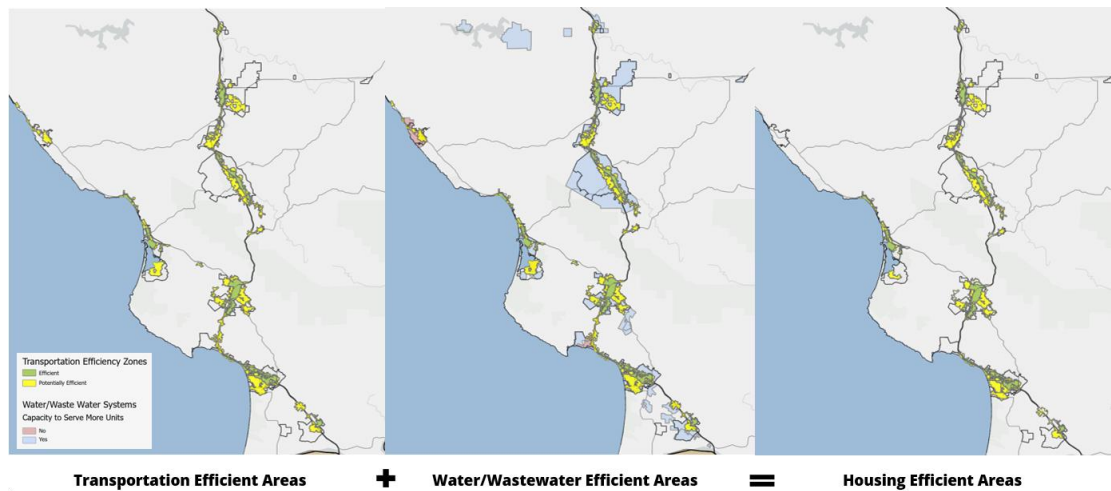 Transportation Efficiency Zones
Efficient
Potentially Efficient
Water/Waste Water Systems
Capacity to Serve More Units
No
Yes
Transportation Efficient Areas + Water/Wastewater Efficient Areas = Housing Efficient Areas